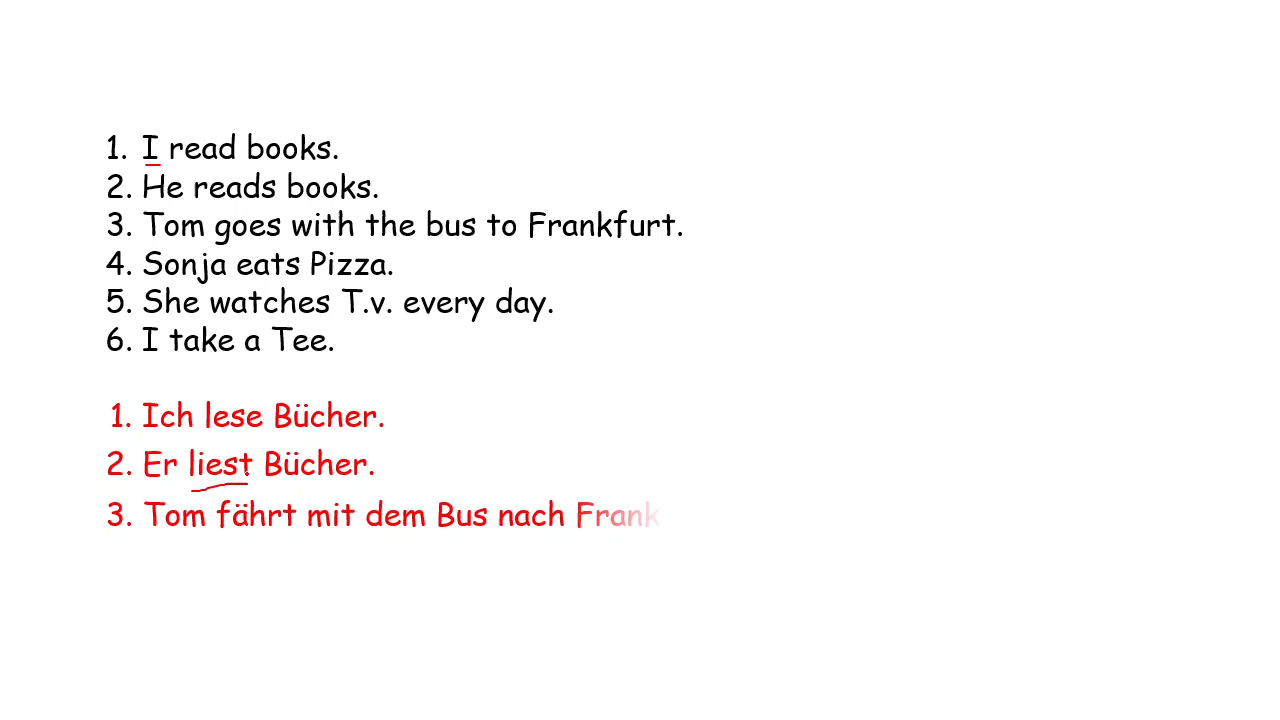 1. I read books.
2. He reads books.
3. Tom goes with the bus to Frankfurt.
4. Sonja eats Pizza.
5. She watches T.v. every day.
6. I take a Tee.
1. Ich lese Bücher.
2. Er liest Bücher.
3. Tom fährt mit dem Bus nach Frank